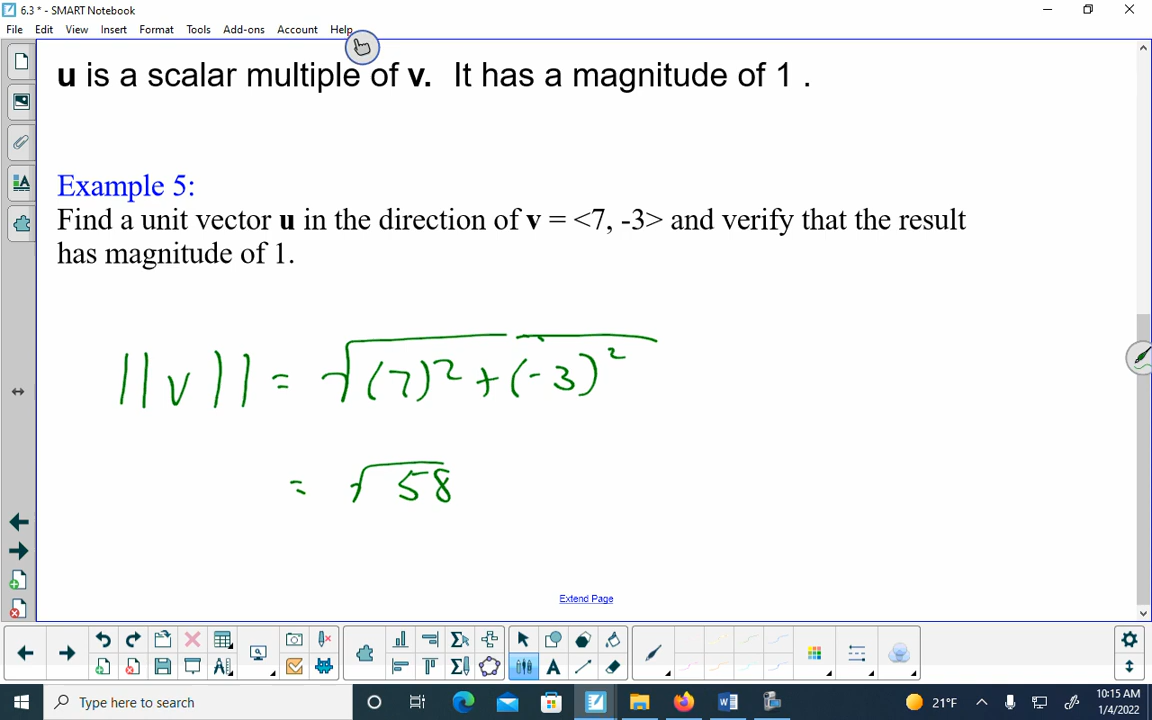 6.3 * - SMART Notebook
File Edit View Insert Format Tools Add-ons Account Help
u is a scalar multiple of v. It has a magnitude of 1 .
Example 5:
Find a unit vector u in the direction of v = <7, -3> and verify that the result
has magnitude of 1.
||v|| = √(7)² + (-3)²
= √58
Extend Page
Type here to search
21°F
10:15 AM
1/4/2022